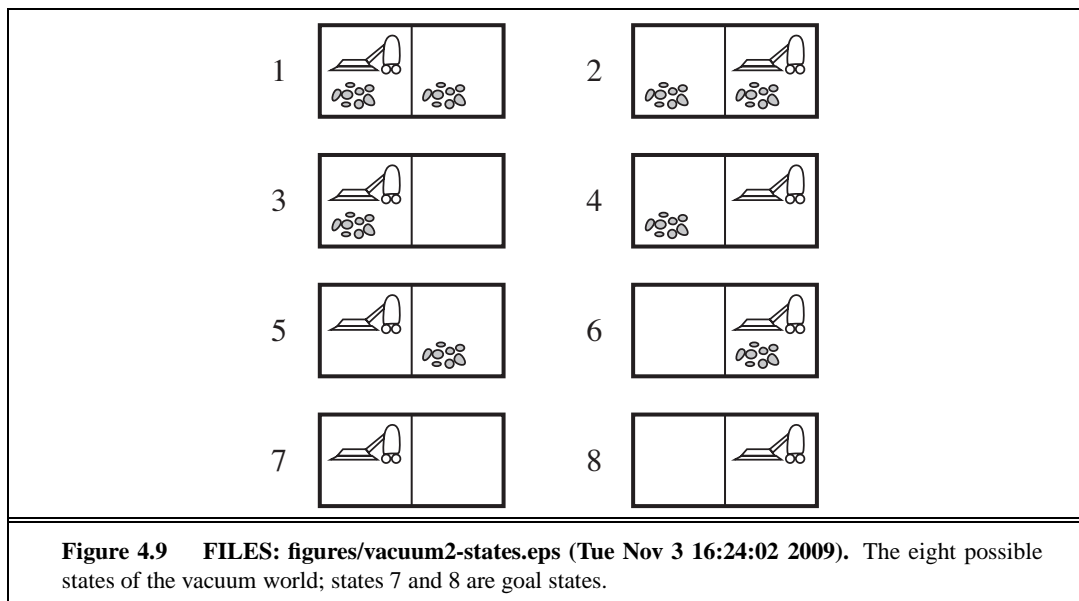 1 2
3 4
5 6
7 8
Figure 4.9 FILES: figures/vacuum2-states.eps (Tue Nov 3 16:24:02 2009). The eight possible
states of the vacuum world; states 7 and 8 are goal states.